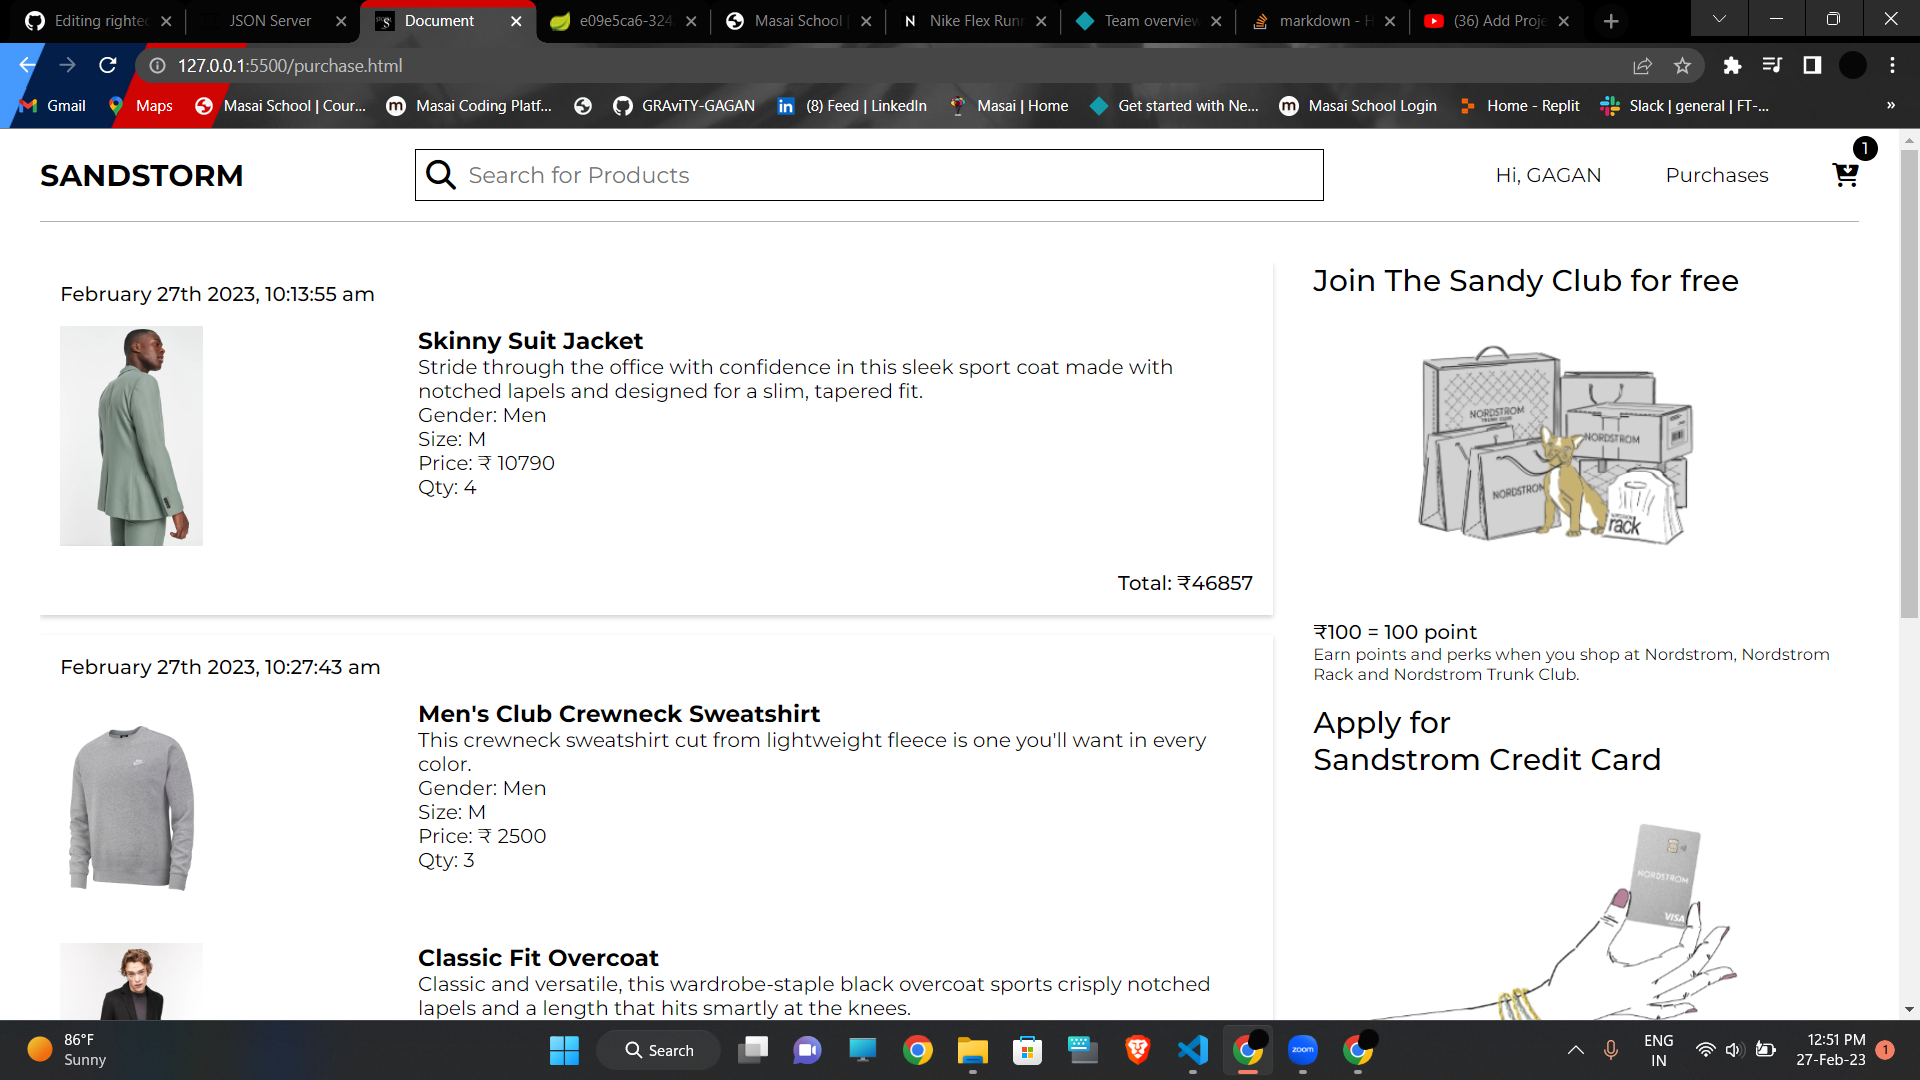 Editing righte
JSON Server
Document
e09e5ca6-324
Masai School |
Nike Flex Runn
Team overview
markdown - H
(36) Add Proje
127.0.0.1:5500/purchase.html
Gmail
Maps
Masai School | Cour...
Masai Coding Platf...
GRAviTY-GAGAN
(8) Feed | LinkedIn
Masai | Home
Get started with Ne...
Masai School Login
Home - Replit
Slack | general | FT-...
»
SANDSTORM
Search for Products
Hi, GAGAN
Purchases
1
February 27th 2023, 10:13:55 am
Skinny Suit Jacket
Stride through the office with confidence in this sleek sport coat made with
notched lapels and designed for a slim, tapered fit.
Gender: Men
Size: M
Price: ₹ 10790
Qty: 4
Total: ₹46857
February 27th 2023, 10:27:43 am
Men's Club Crewneck Sweatshirt
This crewneck sweatshirt cut from lightweight fleece is one you'll want in every
color.
Gender: Men
Size: M
Price: ₹ 2500
Qty: 3
Classic Fit Overcoat
Classic and versatile, this wardrobe-staple black overcoat sports crisply notched
lapels and a length that hits smartly at the knees.
Join The Sandy Club for free
NORDSTROM
TRUNK CLUB
NORDSTROM
NORDSTROM
rack
₹100 = 100 point
Earn points and perks when you shop at Nordstrom, Nordstrom
Rack and Nordstrom Trunk Club.
Apply for
Sandstrom Credit Card
NORDSTROM
VISA
86°F
Sunny
Search
zoom
ENG
IN
12:51 PM
27-Feb-23
1